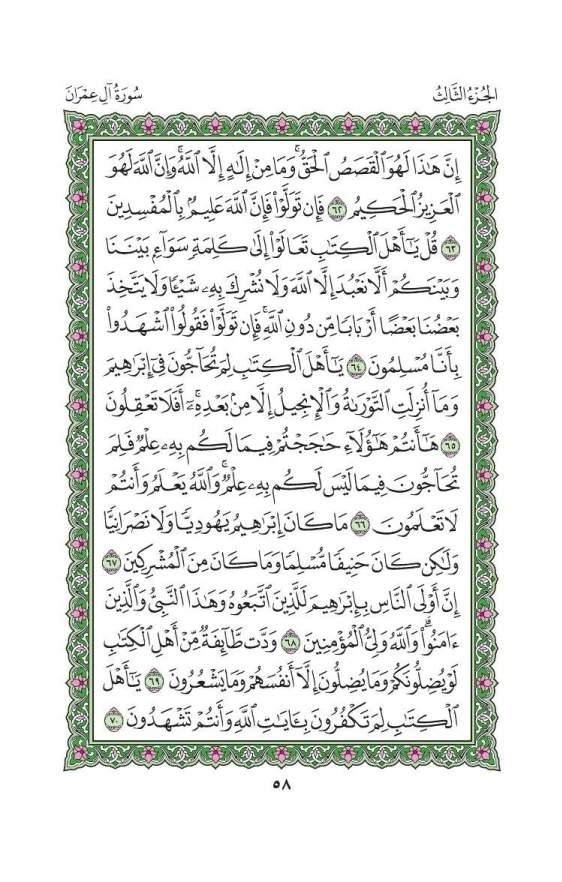 الجُزْءُ الثَّالِثُ
سُورَةُ آلِ عِمْرَانَ
إِنَّ هَٰذَا لَهُوَ ٱلْقَصَصُ ٱلْحَقُّ ۚ وَمَا مِنْ إِلَٰهٍ إِلَّا ٱللَّهُ ۚ وَإِنَّ ٱللَّهَ لَهُوَ
ٱلْعَزِيزُ ٱلْحَكِيمُ ٦٢ فَإِن تَوَلَّوْا۟ فَإِنَّ ٱللَّهَ عَلِيمٌۢ بِٱلْمُفْسِدِينَ
٦٣ قُلْ يَٰٓأَهْلَ ٱلْكِتَٰبِ تَعَالَوْا۟ إِلَىٰ كَلِمَةٍ سَوَآءٍۭ بَيْنَنَا
وَبَيْنَكُمْ أَلَّا نَعْبُدَ إِلَّا ٱللَّهَ وَلَا نُشْرِكَ بِهِۦ شَيْـًٔا وَلَا يَتَّخِذَ
بَعْضُنَا بَعْضًا أَرْبَابًا مِّن دُونِ ٱللَّهِ ۚ فَإِن تَوَلَّوْا۟ فَقُولُوا۟ ٱشْهَدُوا۟
بِأَنَّا مُسْلِمُونَ ٦٤ يَٰٓأَهْلَ ٱلْكِتَٰبِ لِمَ تُحَآجُّونَ فِىٓ إِبْرَٰهِيمَ
وَمَآ أُنزِلَتِ ٱلتَّوْرَىٰةُ وَٱلْإِنجِيلُ إِلَّا مِنۢ بَعْدِهِۦٓ ۚ أَفَلَا تَعْقِلُونَ
٦٥ هَٰٓأَنتُمْ هَٰٓؤُلَآءِ حَٰجَجْتُمْ فِيمَا لَكُم بِهِۦ عِلْمٌ فَلِمَ
تُحَآجُّونَ فِيمَا لَيْسَ لَكُم بِهِۦ عِلْمٌ ۚ وَٱللَّهُ يَعْلَمُ وَأَنتُمْ
لَا تَعْلَمُونَ ٦٦ مَا كَانَ إِبْرَٰهِيمُ يَهُودِيًّا وَلَا نَصْرَانِيًّا
وَلَٰكِن كَانَ حَنِيفًا مُّسْلِمًا وَمَا كَانَ مِنَ ٱلْمُشْرِكِينَ ٦٧
إِنَّ أَوْلَى ٱلنَّاسِ بِإِبْرَٰهِيمَ لَلَّذِينَ ٱتَّبَعُوهُ وَهَٰذَا ٱلنَّبِىُّ وَٱلَّذِينَ
ءَامَنُوا۟ ۗ وَٱللَّهُ وَلِىُّ ٱلْمُؤْمِنِينَ ٦٨ وَدَّت طَّآئِفَةٌ مِّنْ أَهْلِ ٱلْكِتَٰبِ
لَوْ يُضِلُّونَكُمْ وَمَا يُضِلُّونَ إِلَّآ أَنفُسَهُمْ وَمَا يَشْعُرُونَ ٦٩ يَٰٓأَهْلَ
ٱلْكِتَٰبِ لِمَ تَكْفُرُونَ بِـَٔايَٰتِ ٱللَّهِ وَأَنتُمْ تَشْهَدُونَ ٧٠
٥٨